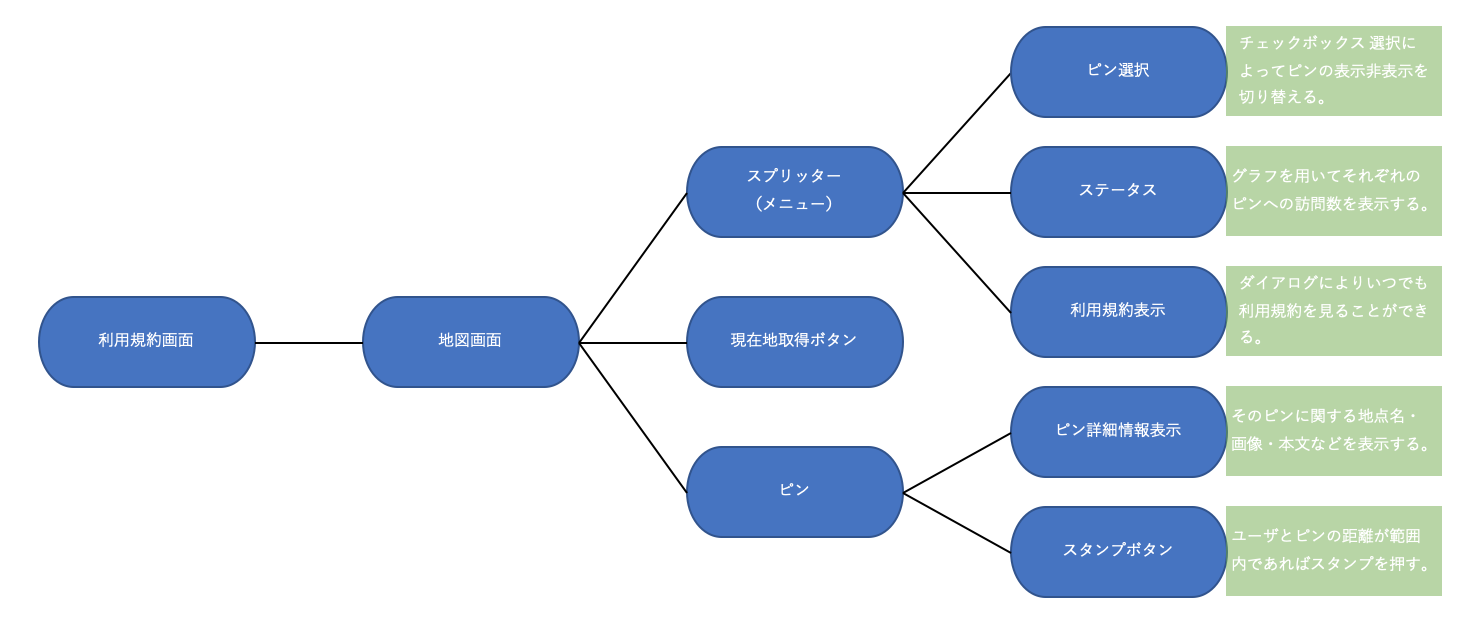 利用規約画面
地図画面
スプリッター
（メニュー）
現在地取得ボタン
ピン
ピン選択
チェックボックス 選択に
よってピンの表示非表示を
切り替える。
ステータス
グラフを用いてそれぞれの
ピンへの訪問数を表示する。
利用規約表示
ダイアログによりいつでも
利用規約を見ることができ
る。
ピン詳細情報表示
そのピンに関する地点名・
画像・本文などを表示する。
スタンプボタン
ユーザとピンの距離が範囲
内であればスタンプを押す。